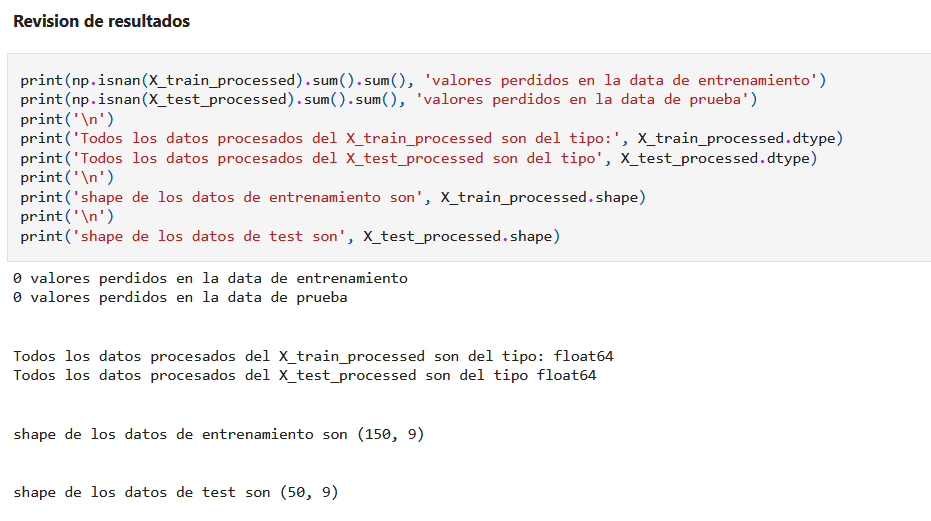 Revision de resultados
print(np.isnan(X_train_processed).sum().sum(), 'valores perdidos en la data de entrenamiento')
print(np.isnan(X_test_processed).sum().sum(), 'valores perdidos en la data de prueba')
print('\n')
print('Todos los datos procesados del X_train_processed son del tipo:', X_train_processed.dtype)
print('Todos los datos procesados del X_test_processed son del tipo', X_test_processed.dtype)
print('\n')
print('shape de los datos de entrenamiento son', X_train_processed.shape)
print('\n')
print('shape de los datos de test son', X_test_processed.shape)
0 valores perdidos en la data de entrenamiento
0 valores perdidos en la data de prueba
Todos los datos procesados del X_train_processed son del tipo: float64
Todos los datos procesados del X_test_processed son del tipo float64
shape de los datos de entrenamiento son (150, 9)
shape de los datos de test son (50, 9)